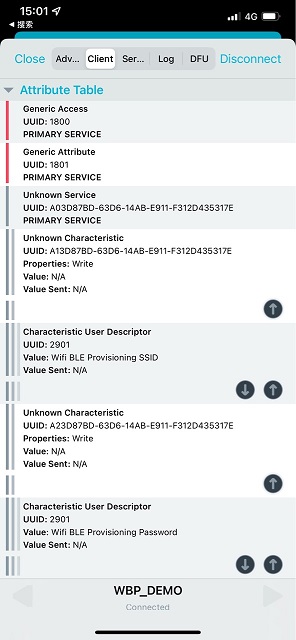 15:01
4G
搜索
Close
Adv...
Client
Ser...
Log
DFU
Disconnect
Attribute Table
Generic Access
UUID: 1800
PRIMARY SERVICE
Generic Attribute
UUID: 1801
PRIMARY SERVICE
Unknown Service
UUID: A03D87BD-63D6-14AB-E911-F312D435317E
PRIMARY SERVICE
Unknown Characteristic
UUID: A13D87BD-63D6-14AB-E911-F312D435317E
Properties: Write
Value: N/A
Value Sent: N/A
Characteristic User Descriptor
UUID: 2901
Value: Wifi BLE Provisioning SSID
Value Sent: N/A
Unknown Characteristic
UUID: A23D87BD-63D6-14AB-E911-F312D435317E
Properties: Write
Value: N/A
Value Sent: N/A
Characteristic User Descriptor
UUID: 2901
Value: Wifi BLE Provisioning Password
Value Sent: N/A
WBP_DEMO
Connected